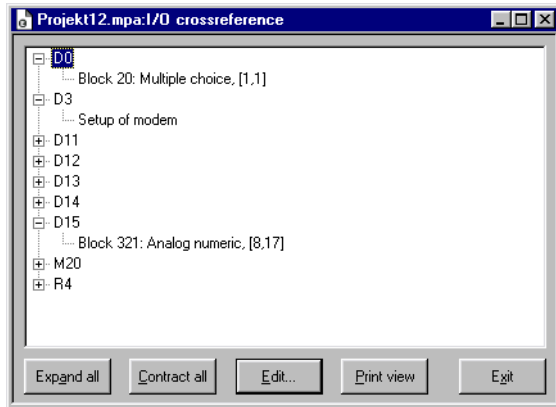 Projekt12.mpa:I/O crossreference
D0
Block 20: Multiple choice, [1,1]
D3
Setup of modem
D11
D12
D13
D14
D15
Block 321: Analog numeric, [8,17]
M20
R4
Expand all Contract all Edit... Print view Exit